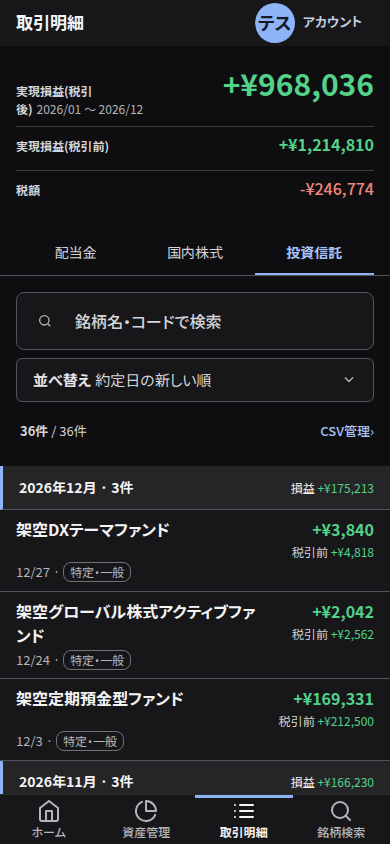 取引明細
テス アカウント
実現損益(税引
後) 2026/01 〜 2026/12
+¥968,036
実現損益(税引前) +¥1,214,810
税額 -¥246,774
配当金 国内株式 投資信託
銘柄名・コードで検索
並べ替え 約定日の新しい順
36件 / 36件 CSV管理›
2026年12月・3件 損益 +¥175,213
架空DXテーマファンド +¥3,840
税引前 +¥4,818
12/27・特定・一般
架空グローバル株式アクティブファ
ンド
+¥2,042
税引前 +¥2,562
12/24・特定・一般
架空定期預金型ファンド +¥169,331
税引前 +¥212,500
12/3・特定・一般
2026年11月・3件 損益 +¥166,230
ホーム 資産管理 取引明細 銘柄検索